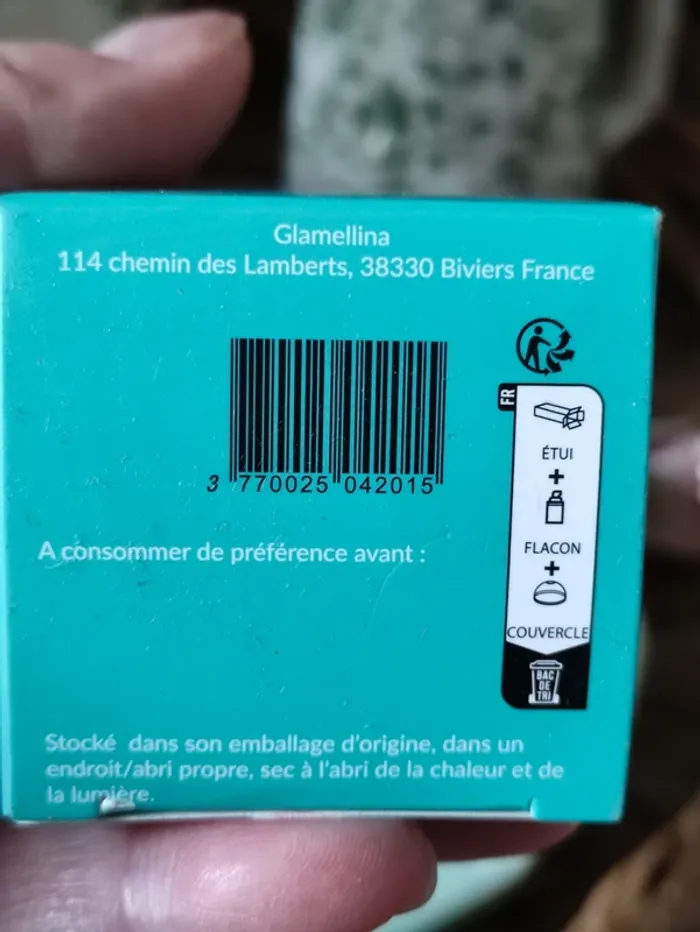 Glamellina
114 chemin des Lamberts, 38330 Biviers France
3 770025 042015
FR
ÉTUI
+
FLACON
+
COUVERCLE
BAC
DE
TRI
A consommer de préférence avant :
Stocké dans son emballage d'origine, dans un
endroit/abri propre, sec à l'abri de la chaleur et de
la lumière.